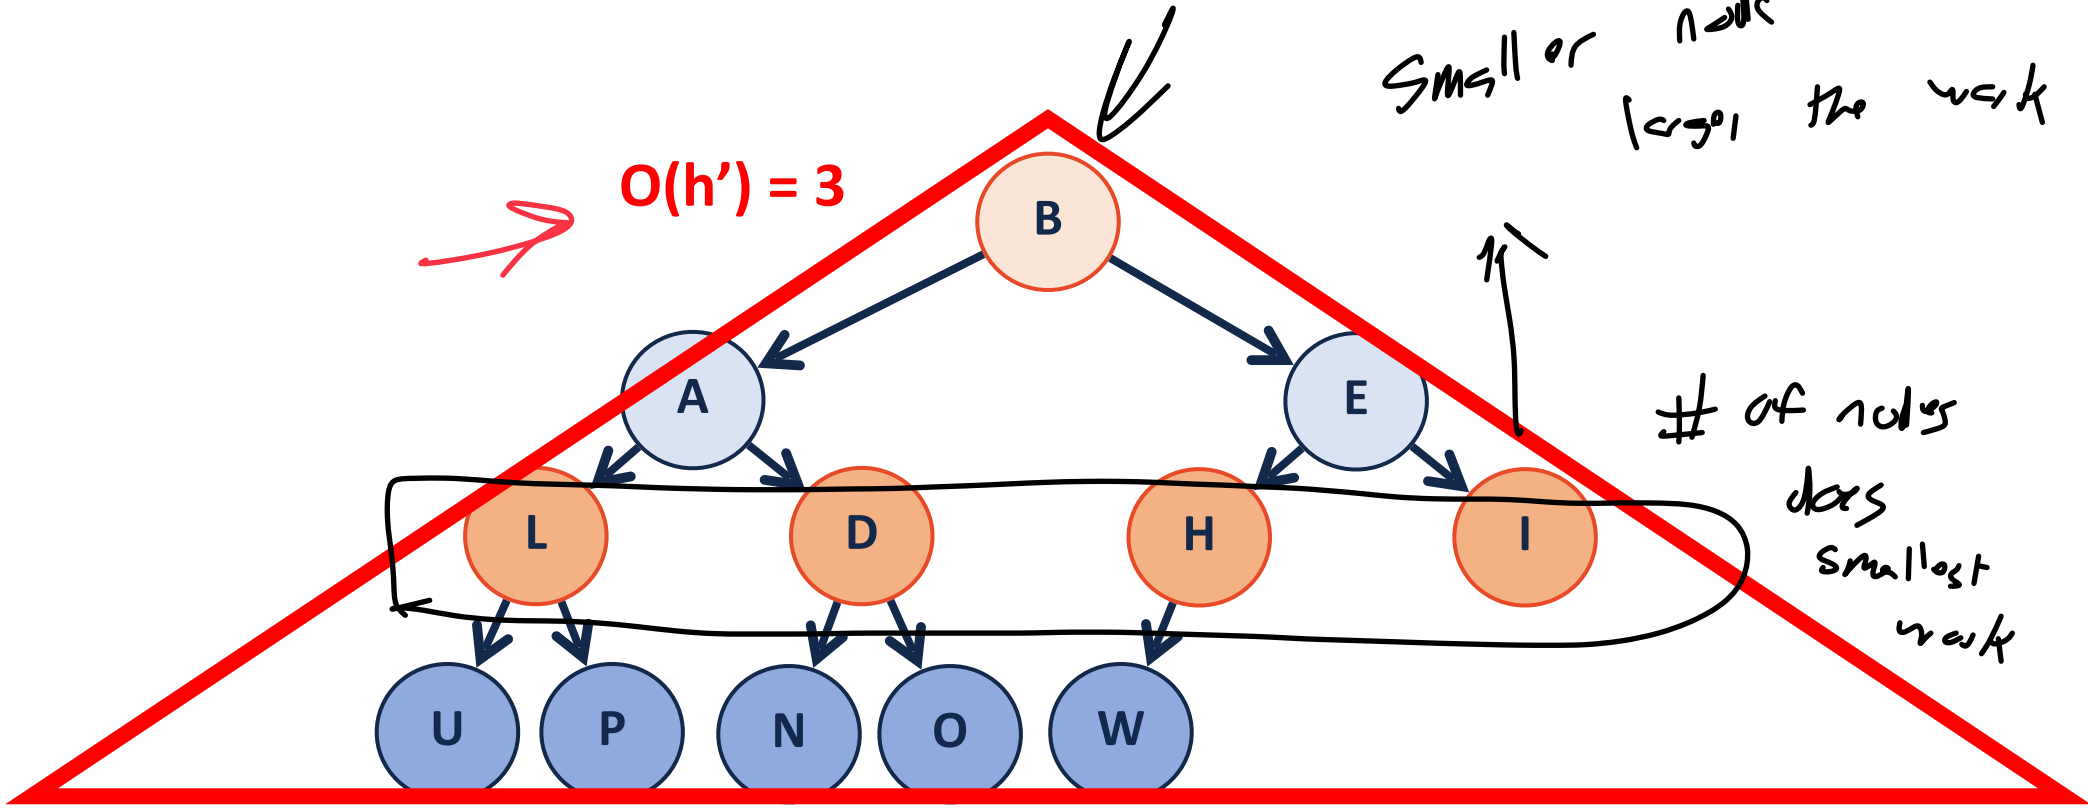 Smaller
larger the work
O(h’) = 3
B
A
E
# of nodes
does
smallest
work
L
D
H
I
U
P
N
O
W